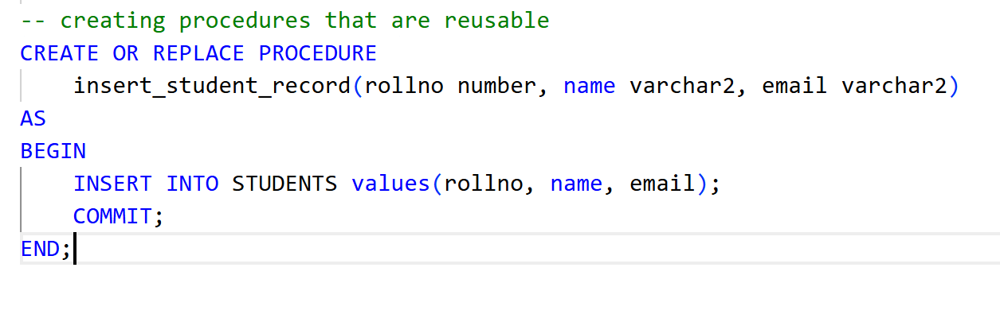 -- creating procedures that are reusable
CREATE OR REPLACE PROCEDURE
    insert_student_record(rollno number, name varchar2, email varchar2)
AS
BEGIN
    INSERT INTO STUDENTS values(rollno, name, email);
    COMMIT;
END;